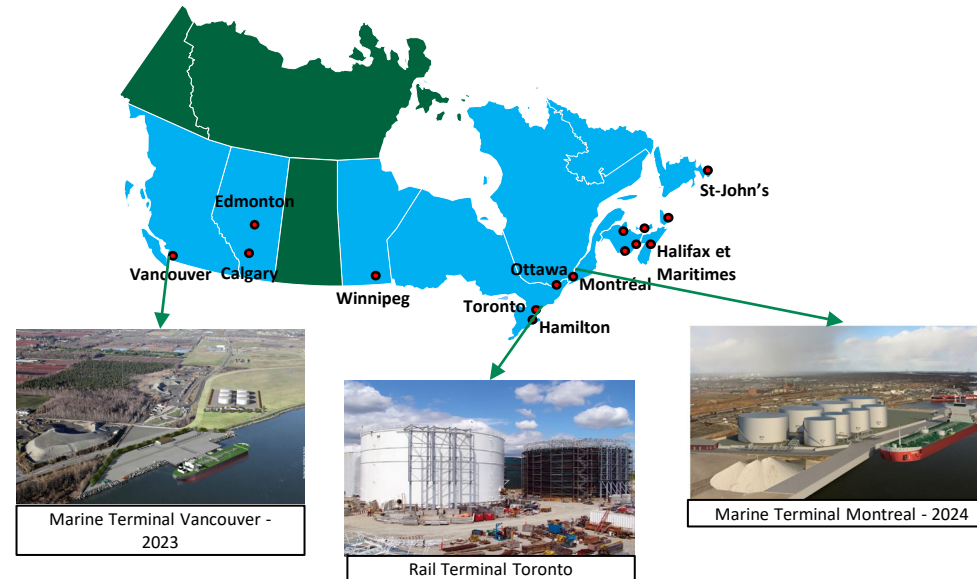 St-John's
Edmonton
Halifax et
Maritimes
Vancouver
Calgary
Ottawa
Montréal
Winnipeg
Toronto
Hamilton
Marine Terminal Vancouver -
2023
Rail Terminal Toronto
Marine Terminal Montreal - 2024